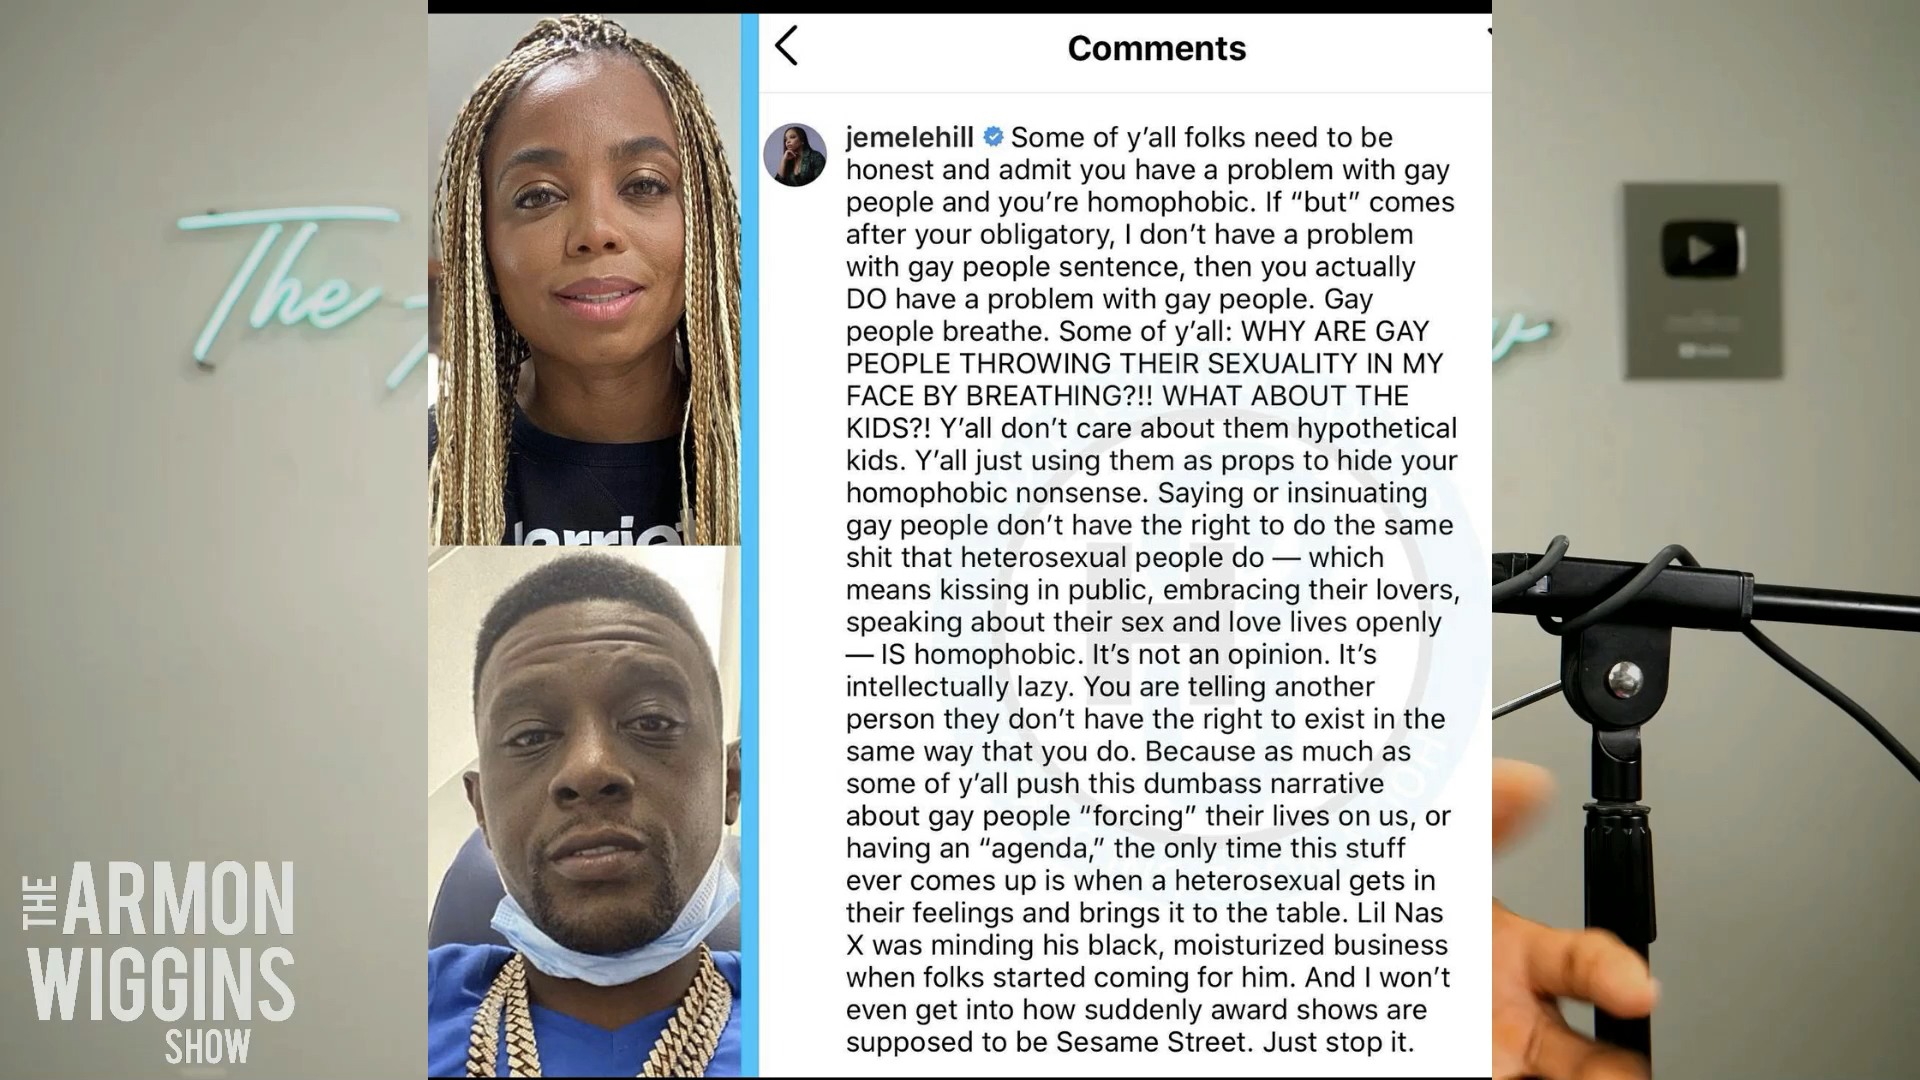 The
Comments
jemelehill Some of y’all folks need to be
honest and admit you have a problem with gay
people and you’re homophobic. If “but” comes
after your obligatory, I don’t have a problem
with gay people sentence, then you actually
DO have a problem with gay people. Gay
people breathe. Some of y’all: WHY ARE GAY
PEOPLE THROWING THEIR SEXUALITY IN MY
FACE BY BREATHING?!! WHAT ABOUT THE
KIDS?! Y’all don’t care about them hypothetical
kids. Y’all just using them as props to hide your
homophobic nonsense. Saying or insinuating
gay people don’t have the right to do the same
shit that heterosexual people do — which
means kissing in public, embracing their lovers,
speaking about their sex and love lives openly
— IS homophobic. It’s not an opinion. It’s
intellectually lazy. You are telling another
person they don’t have the right to exist in the
same way that you do. Because as much as
some of y’all push this dumbass narrative
about gay people “forcing” their lives on us, or
having an “agenda,” the only time this stuff
ever comes up is when a heterosexual gets in
their feelings and brings it to the table. Lil Nas
X was minding his black, moisturized business
when folks started coming for him. And I won’t
even get into how suddenly award shows are
supposed to be Sesame Street. Just stop it.
THE ARMON
WIGGINS
SHOW